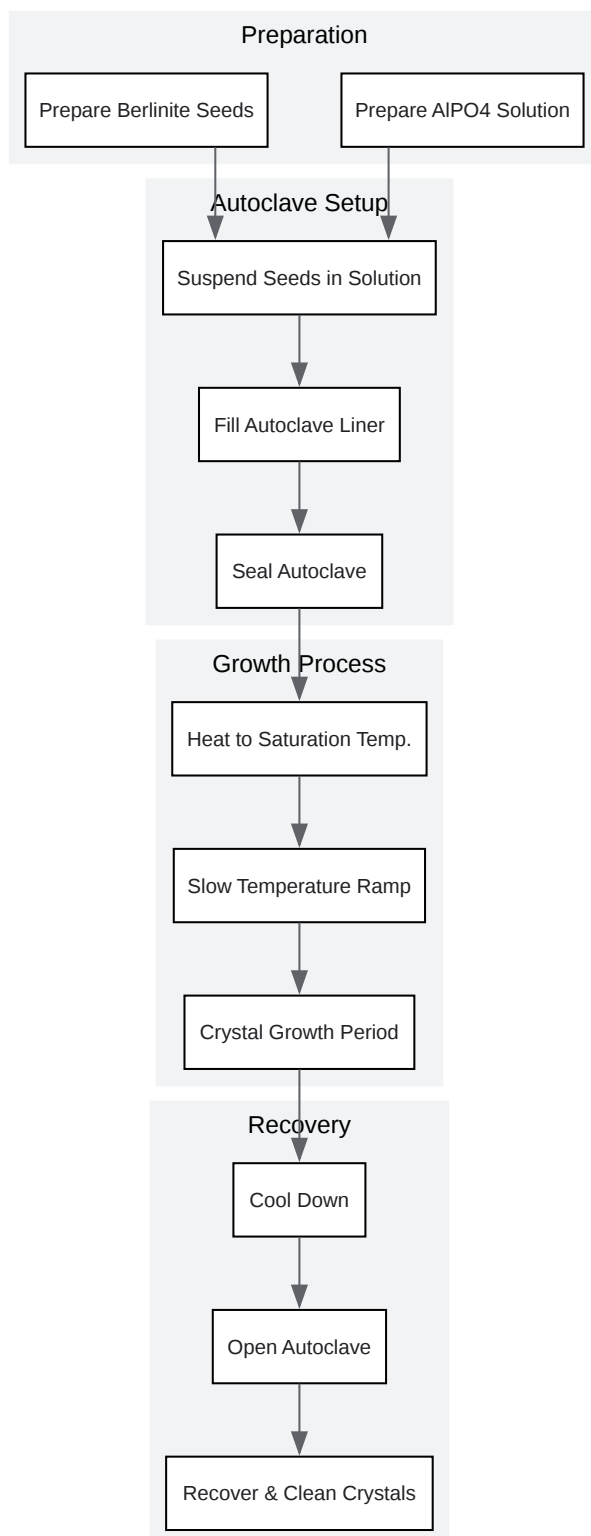 Preparation
Prepare Berlinite Seeds
Prepare AlPO4 Solution
Autoclave Setup
Suspend Seeds in Solution
Fill Autoclave Liner
Seal Autoclave
Growth Process
Heat to Saturation Temp.
Slow Temperature Ramp
Crystal Growth Period
Recovery
Cool Down
Open Autoclave
Recover & Clean Crystals